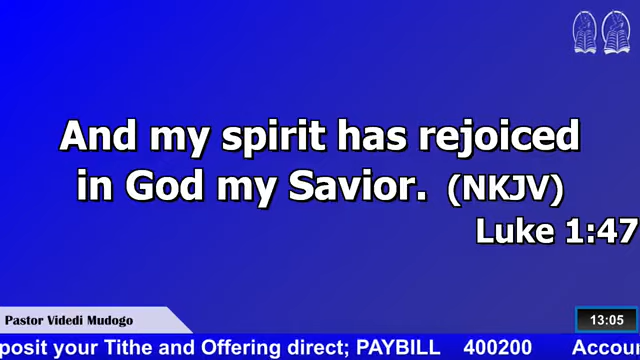 And my spirit has rejoiced
in God my Savior. (NKJV)
Luke 1:47
Pastor Videdi Mudogo
13:05
posit your Tithe and Offering direct; PAYBILL 400200 Accou